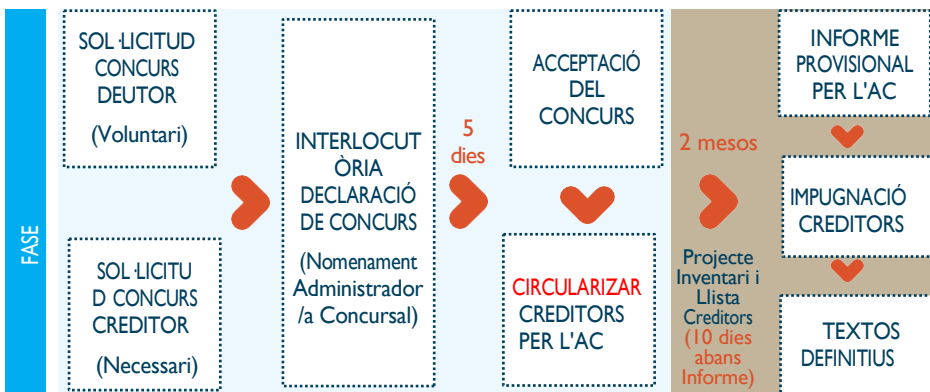 FASE
SOL·LICITUD
CONCURS
DEUTOR
(Voluntari)
SOL·LICITU
D CONCURS
CREDITOR
(Necessari)
INTERLOCUT
ÒRIA
DECLARACIÓ
DE CONCURS
(Nomenament
Administrador
/a Concursal)
5
dies
ACCEPTACIÓ
DEL
CONCURS
CIRCULARIZAR
CREDITORS
PER L'AC
2 mesos
Projecte
Inventari i
Llista
Creditors
(10 dies
abans
Informe)
INFORME
PROVISIONAL
PER L'AC
IMPUGNACIÓ
CREDITORS
TEXTOS
DEFINITIUS